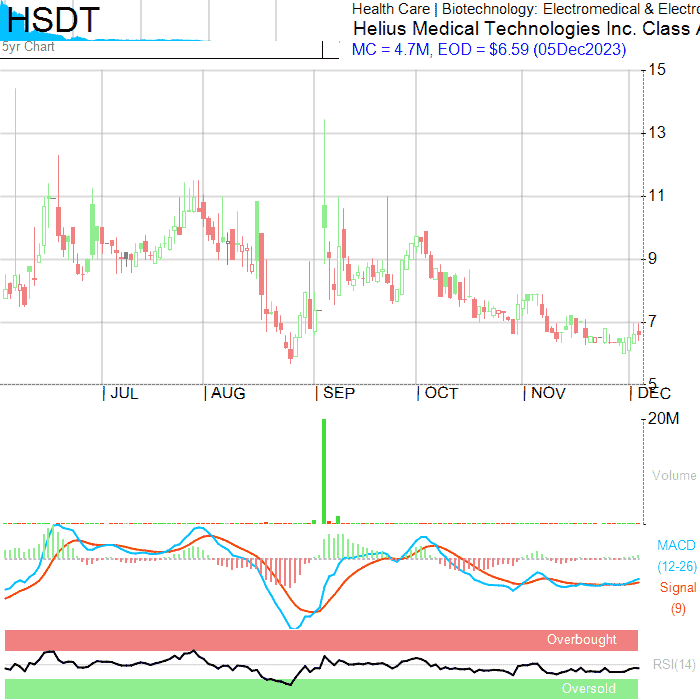 HSDT
Health Care | Biotechnology: Electromedical & Electro
Helius Medical Technologies Inc. Class A
5yr Chart
MC = 4.7M, EOD = $6.59 (05Dec2023)
15
13
11
9
7
5
| JUL | AUG | SEP | OCT | NOV | DEC
20M
Volume
MACD
(12-26)
Signal
(9)
Overbought
RSI(14)
Oversold